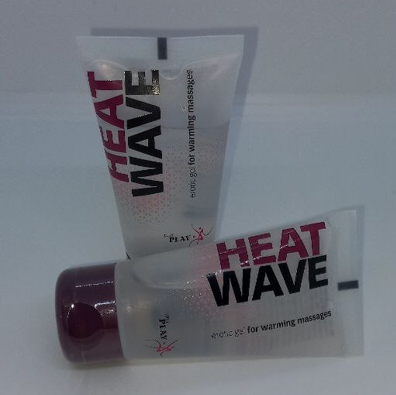 HEAT
WAVE
erotic gel for warming massages
PLAY
HEAT
WAVE
erotic gel for warming massages
PLAY